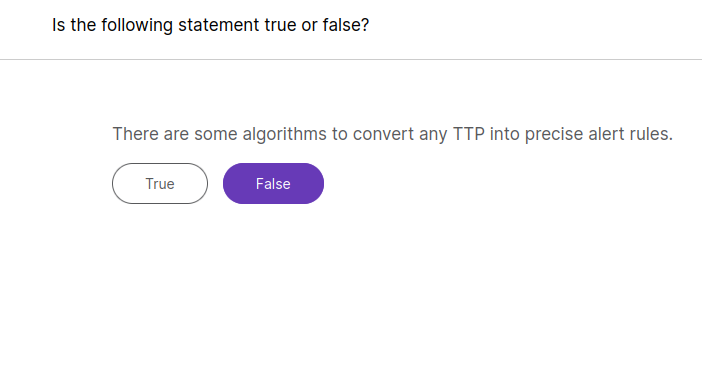 Is the following statement true or false?
There are some algorithms to convert any TTP into precise alert rules.
True False